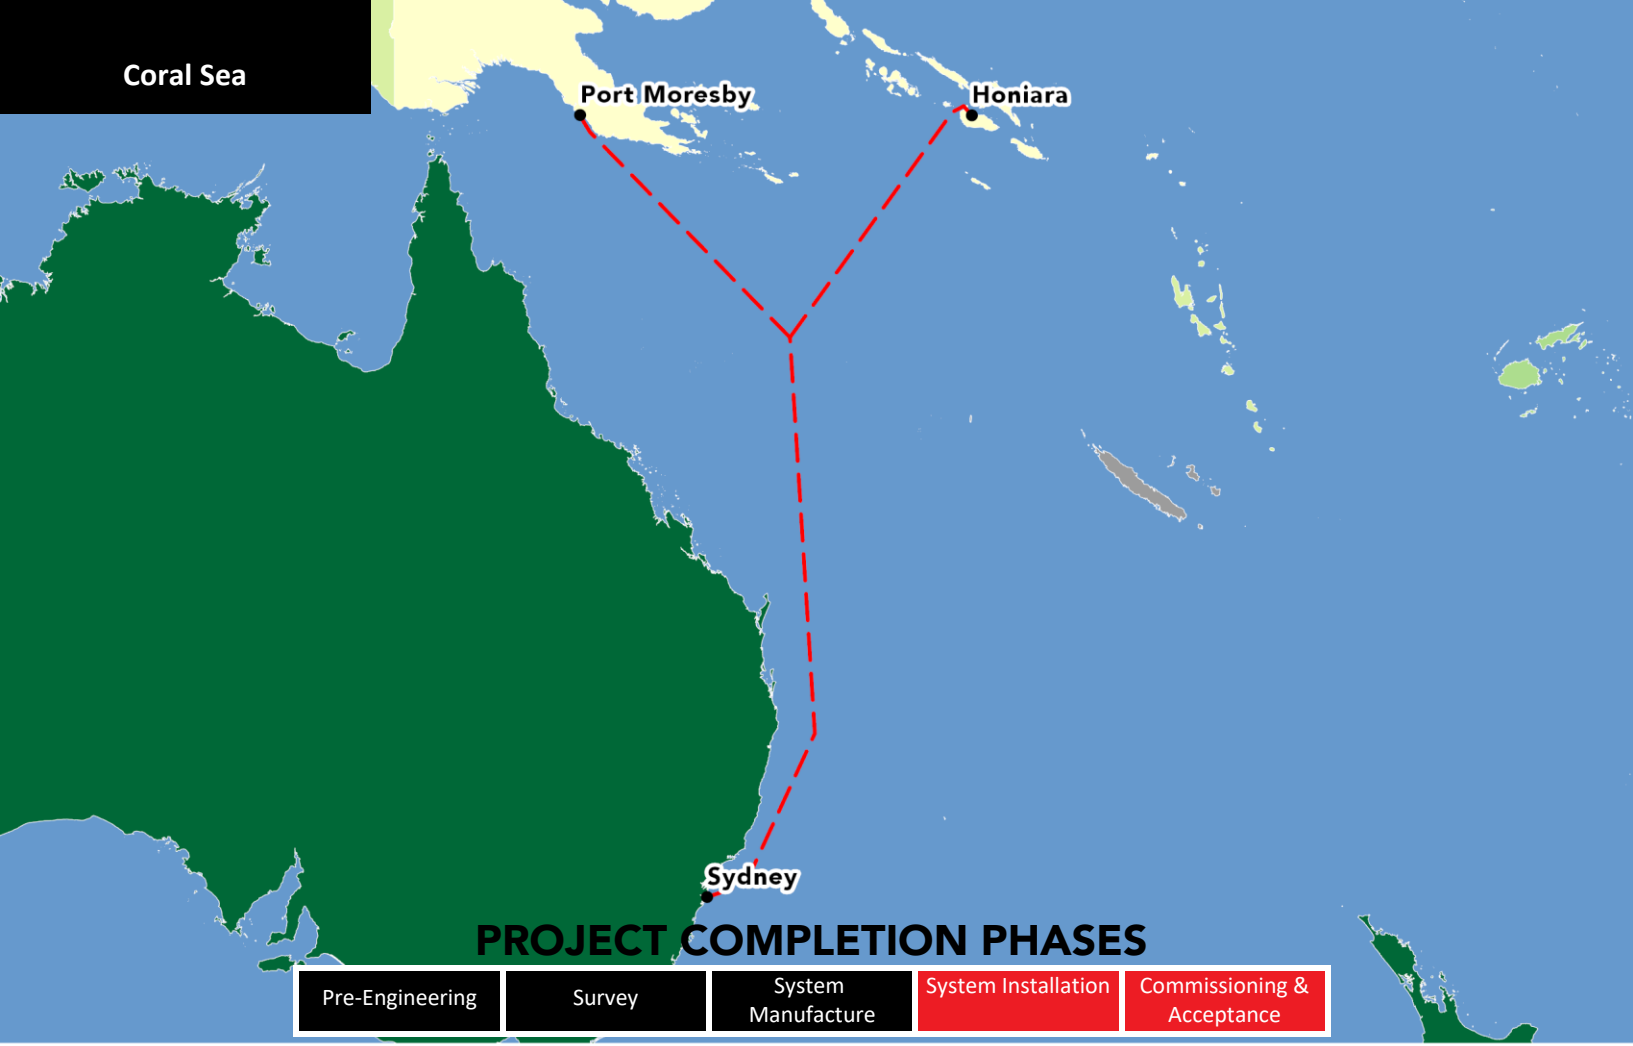 Coral Sea
Port Moresby
Honiara
Sydney
PROJECT COMPLETION PHASES
Pre-Engineering
Survey
System
Manufacture
System Installation
Commissioning &
Acceptance